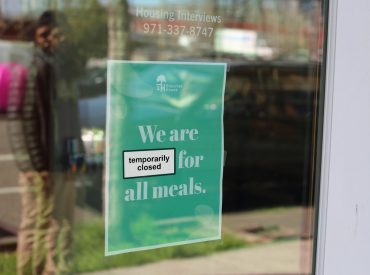 Housing Interviews
971-337-8747
We are
temporarily
closed
for
all meals.